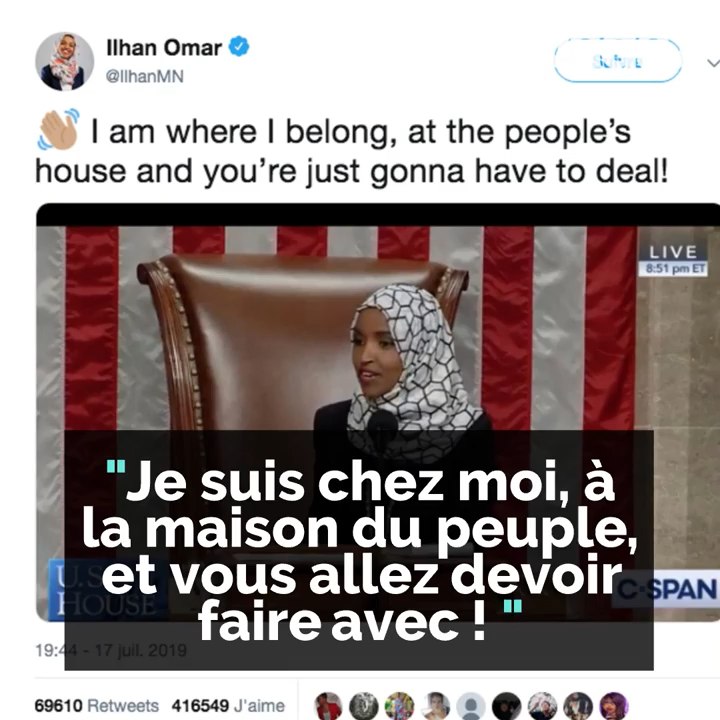 Ilhan Omar
@IlhanMN
Suivre
👋🏽 I am where I belong, at the people's
house and you're just gonna have to deal!
LIVE
8:51 pm ET
"Je suis chez moi, à
la maison du peuple,
et vous allez devoir
faire avec ! "
U.S.
HOUSE
C-SPAN
19:44 - 17 juil. 2019
69610 Retweets 416549 J'aime